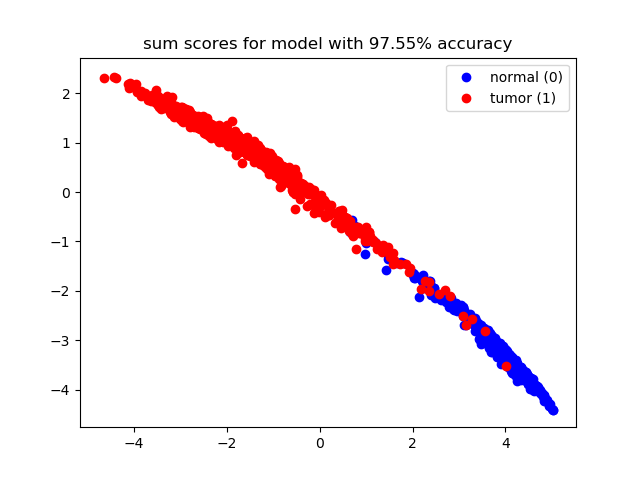 sum scores for model with 97.55% accuracy
normal (0)
tumor (1)
2
1
0
−1
−2
−3
−4
−4 −2 0 2 4